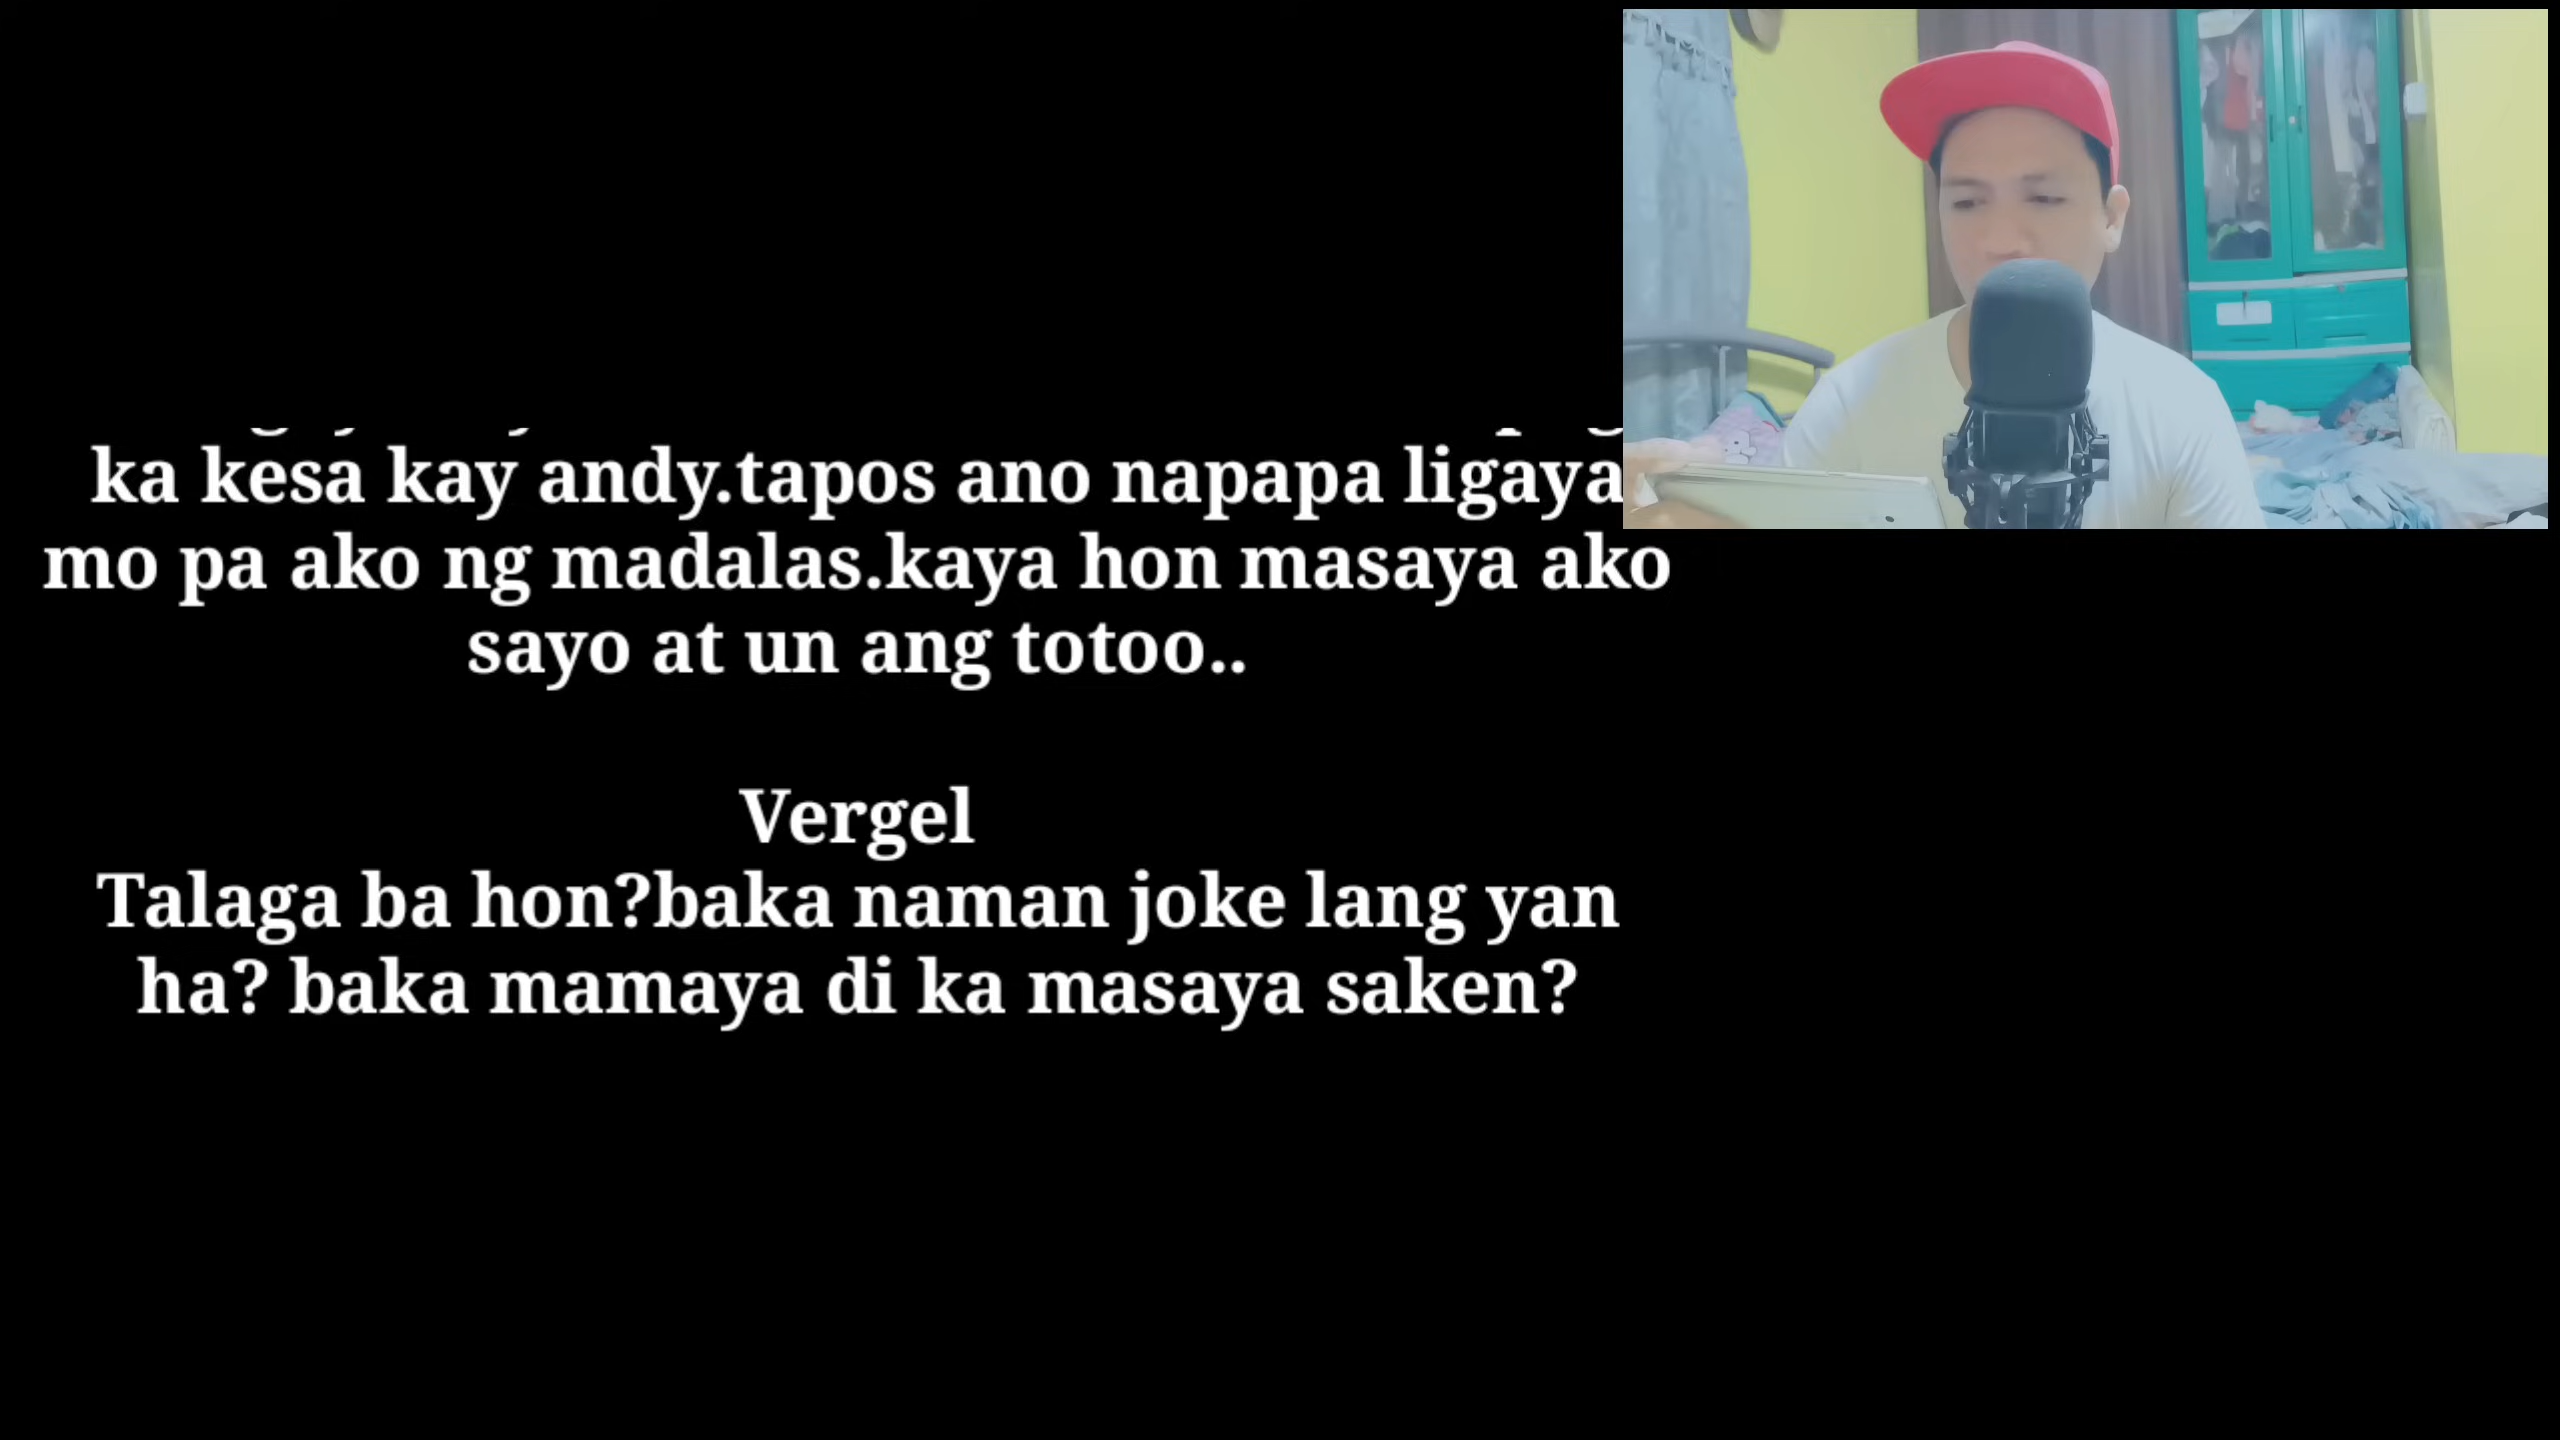 ka kesa kay andy.tapos ano napapa ligaya
mo pa ako ng madalas.kaya hon masaya ako
sayo at un ang totoo..
Vergel
Talaga ba hon?baka naman joke lang yan
ha? baka mamaya di ka masaya saken?